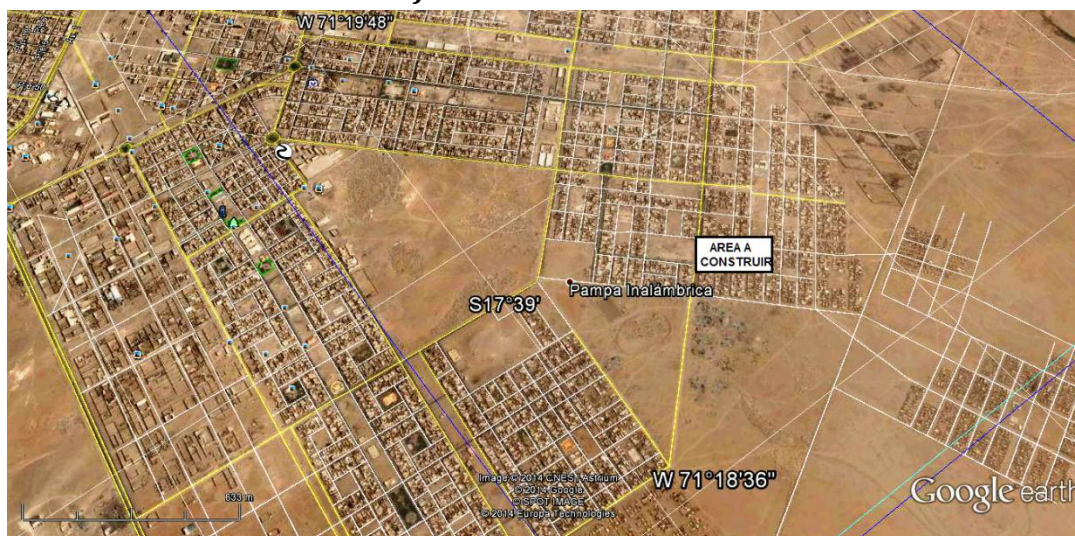 W 71°19'48"
AREA A
CONSTRUIR
Pampa Inalámbrica
S17°39'
W 71°18'36"
Image © 2014 CNES / Astrium
© 2014 Google
© SPOT IMAGE
© 2014 Europa Technologies
633 m
Google earth